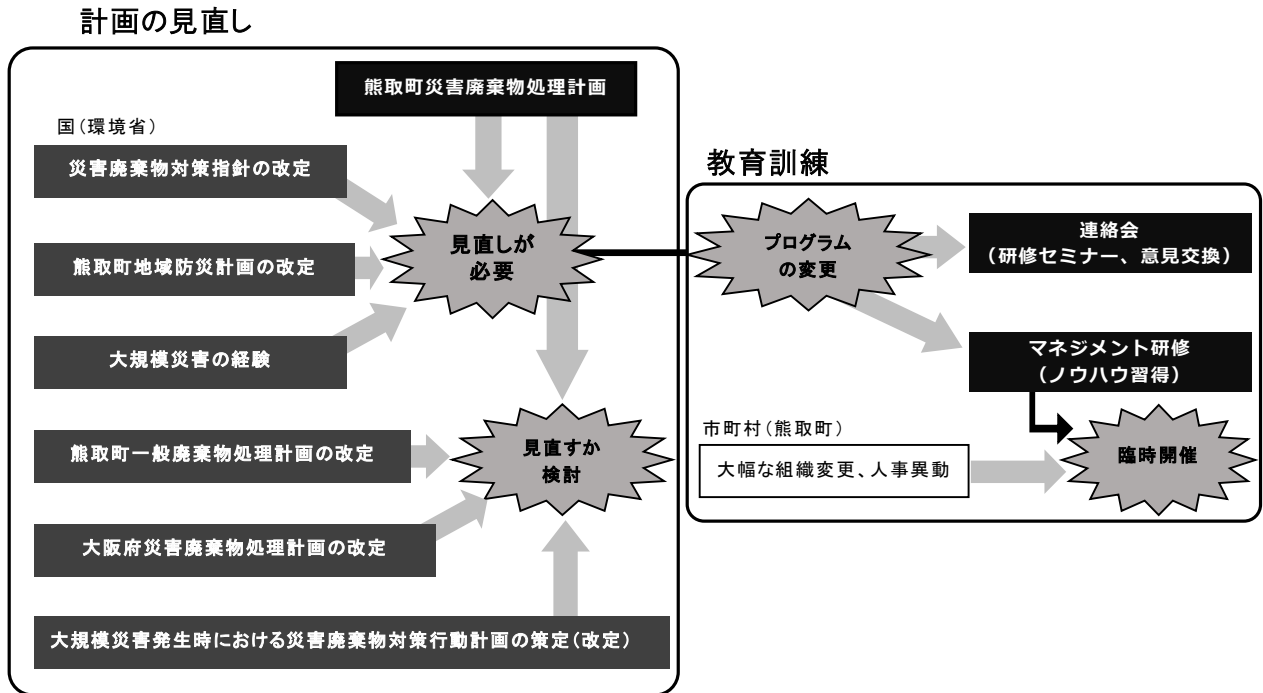 計画の見直し
熊取町災害廃棄物処理計画
国(環境省)
災害廃棄物対策指針の改定
熊取町地域防災計画の改定
大規模災害の経験
見直しが
必要
熊取町一般廃棄物処理計画の改定
大阪府災害廃棄物処理計画の改定
大規模災害発生時における災害廃棄物対策行動計画の策定(改定)
見直すか
検討
教育訓練
プログラム
の変更
連絡会
(研修セミナー、意見交換)
マネジメント研修
(ノウハウ習得)
市町村(熊取町)
大幅な組織変更、人事異動
臨時開催